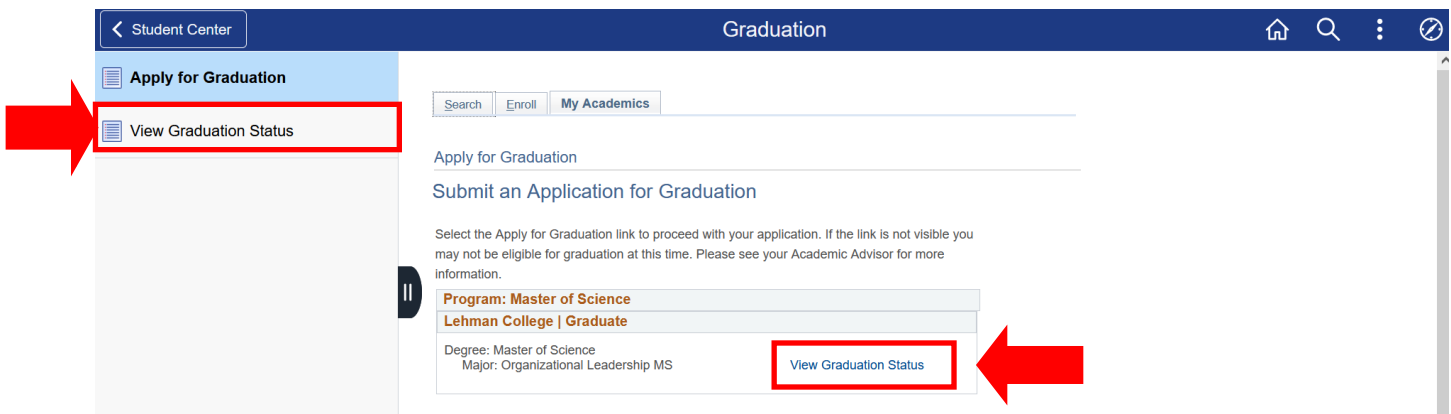 Student Center
Graduation
Apply for Graduation
View Graduation Status
Search
Enroll
My Academics
Apply for Graduation
Submit an Application for Graduation
Select the Apply for Graduation link to proceed with your application. If the link is not visible you
may not be eligible for graduation at this time. Please see your Academic Advisor for more
information.
Program: Master of Science
Lehman College | Graduate
Degree: Master of Science
Major: Organizational Leadership MS
View Graduation Status